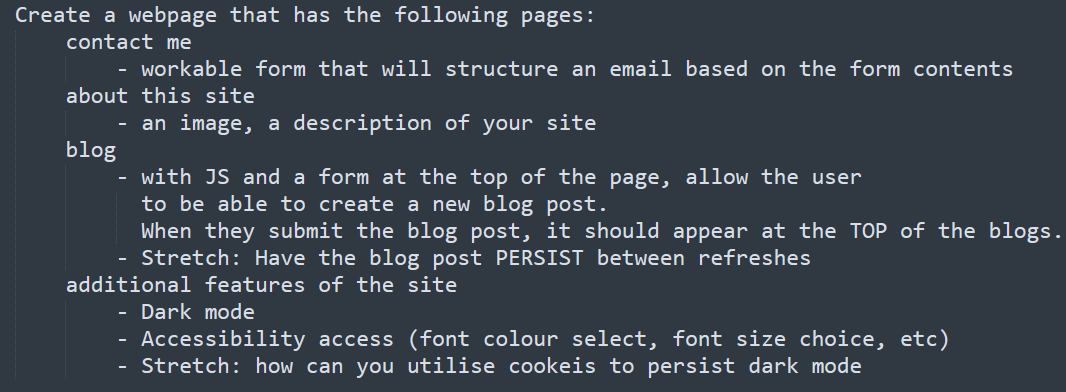 Create a webpage that has the following pages:
contact me
- workable form that will structure an email based on the form contents
about this site
- an image, a description of your site
blog
- with JS and a form at the top of the page, allow the user
to be able to create a new blog post.
When they submit the blog post, it should appear at the TOP of the blogs.
- Stretch: Have the blog post PERSIST between refreshes
additional features of the site
- Dark mode
- Accessibility access (font colour select, font size choice, etc)
- Stretch: how can you utilise cookeis to persist dark mode